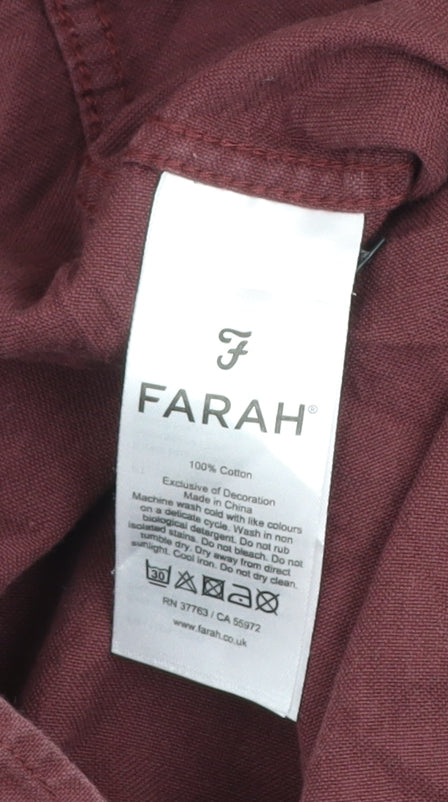 F
FARAH®
100% Cotton
Exclusive of Decoration
Made in China
Machine wash cold with like colours
on a delicate cycle. Wash in non
biological detergent. Do not rub
isolated stains. Do not bleach. Do not
tumble dry. Dry away from direct
sunlight. Cool iron. Do not dry clean.
30
RN 37763 / CA 55972
www.farah.co.uk